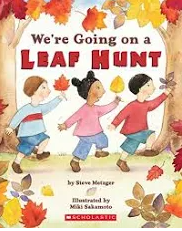 We're Going on a
LEAF HUNT
by Steve Metzger
Illustrated by
Miki Sakamoto
SCHOLASTIC